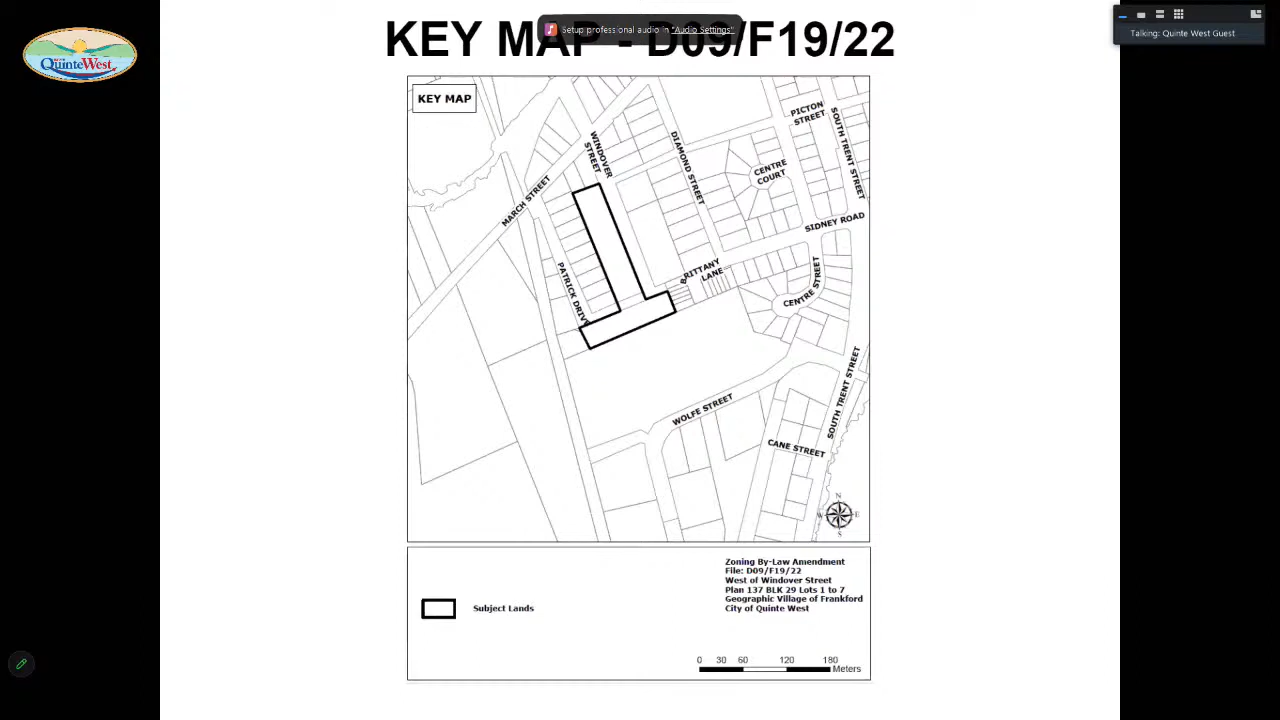 KEY MAP - D09/F19/22
Setup professional audio in "Audio Settings"
Talking: Quinte West Guest
QuinteWest
KEY MAP
PICTON
STREET
SOUTH TRENT STREET
WINDOVER
STREET
DIAMOND STREET
CENTRE
COURT
MARCH STREET
SIDNEY ROAD
BRITTANY
LANE
PATRICK DRIVE
CENTRE STREET
SOUTH TRENT STREET
WOLFE STREET
CANE STREET
N
W
E
S
Zoning By-Law Amendment
File: D09/F19/22
West of Windover Street
Plan 137 BLK 29 Lots 1 to 7
Geographic Village of Frankford
City of Quinte West
Subject Lands
0 30 60 120 180
Meters